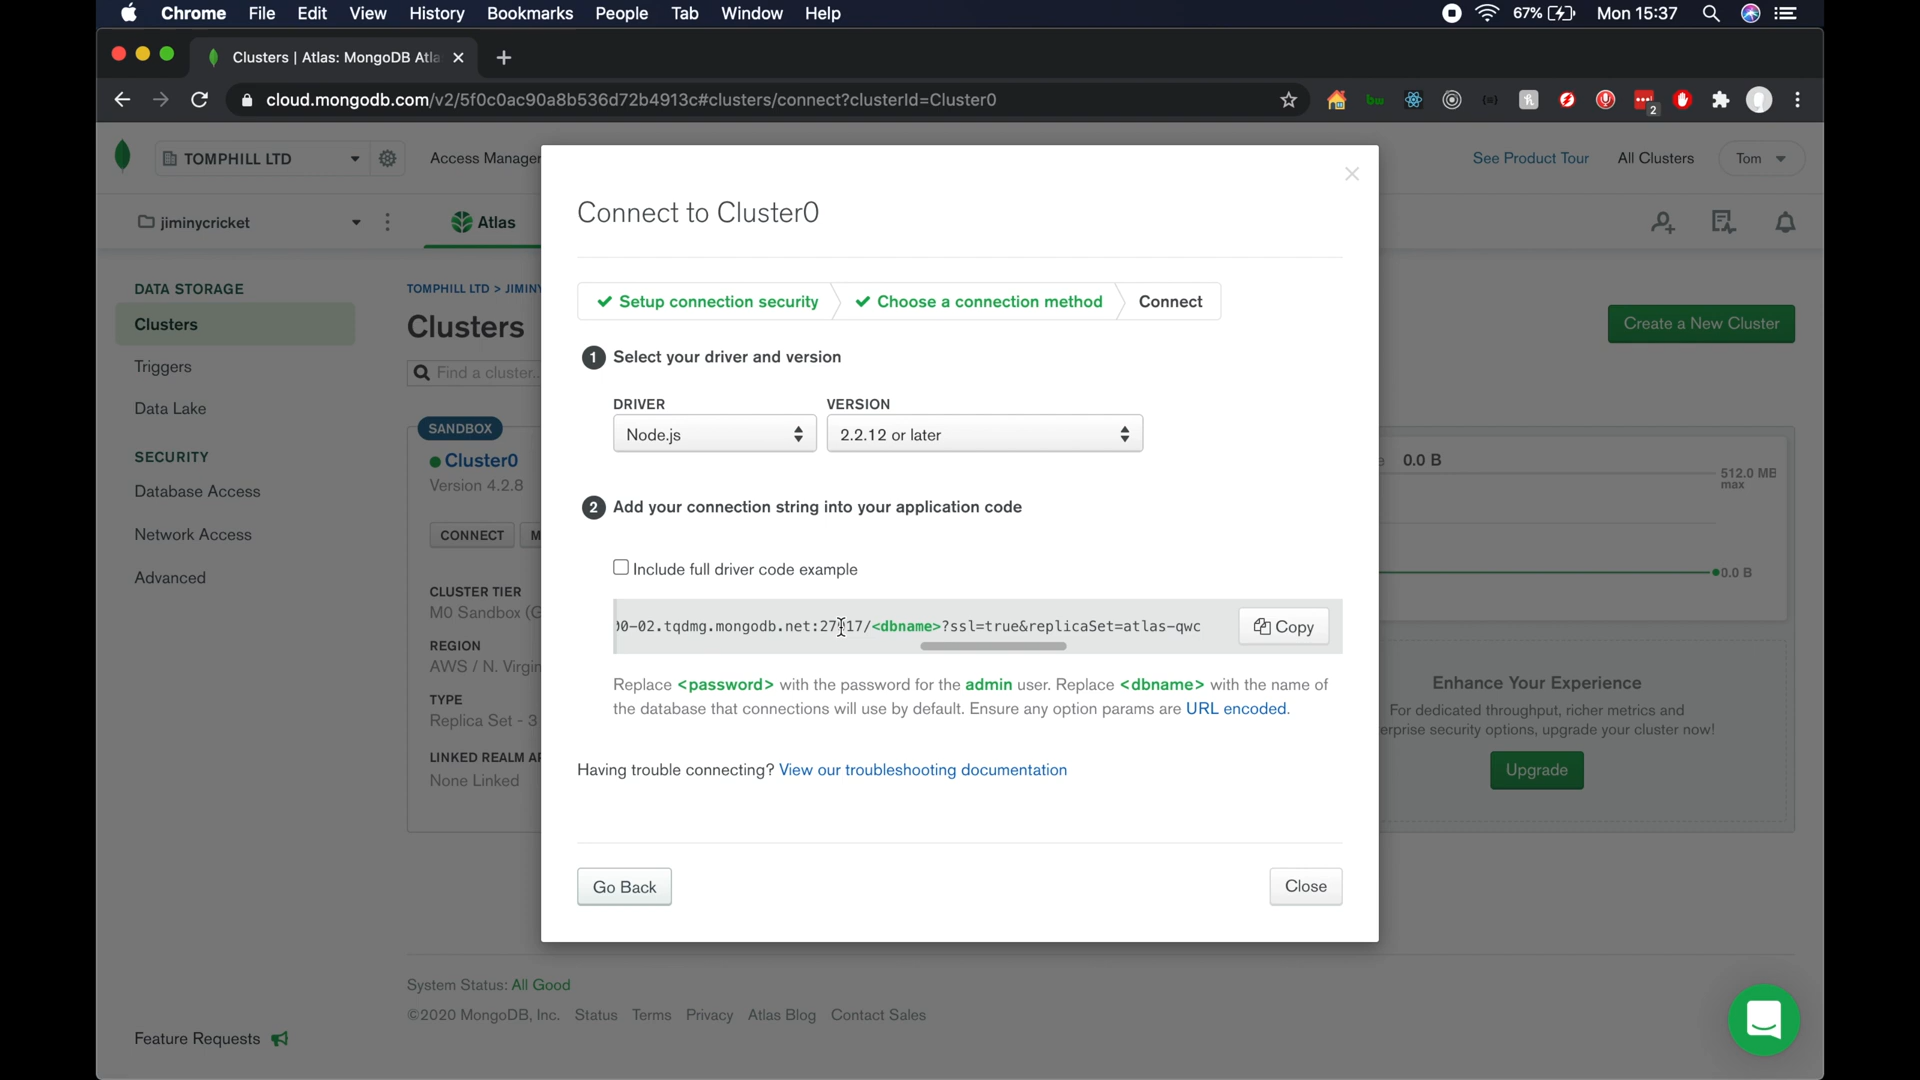 Chrome File Edit View History Bookmarks People Tab Window Help 67% Mon 15:37
Clusters | Atlas: MongoDB Atla
cloud.mongodb.com/v2/5f0c0ac90a8b536d72b4913c#clusters/connect?clusterId=Cluster0
2
TOMPHILL LTD Access Manager See Product Tour All Clusters Tom
jiminycricket Atlas
DATA STORAGE
Clusters
Triggers
Data Lake
SECURITY
Database Access
Network Access
Advanced
Feature Requests
TOMPHILL LTD > JIMINY
Clusters
Create a New Cluster
Find a cluster...
SANDBOX
Cluster0
Version 4.2.8
CONNECT M
CLUSTER TIER
M0 Sandbox (G
REGION
AWS / N. Virgin
TYPE
Replica Set - 3
LINKED REALM AP
None Linked
Connect to Cluster0
Setup connection security Choose a connection method Connect
1 Select your driver and version
DRIVER VERSION
Node.js 2.2.12 or later
2 Add your connection string into your application code
Include full driver code example
00-02.tqdmg.mongodb.net:27017/<dbname>?ssl=true&replicaSet=atlas-qwc
Copy
Replace <password> with the password for the admin user. Replace <dbname> with the name of
the database that connections will use by default. Ensure any option params are URL encoded.
Having trouble connecting? View our troubleshooting documentation
Go Back Close
0.0 B
512.0 MB
max
0.0 B
Enhance Your Experience
For dedicated throughput, richer metrics and
erprise security options, upgrade your cluster now!
Upgrade
System Status: All Good
©2020 MongoDB, Inc. Status Terms Privacy Atlas Blog Contact Sales